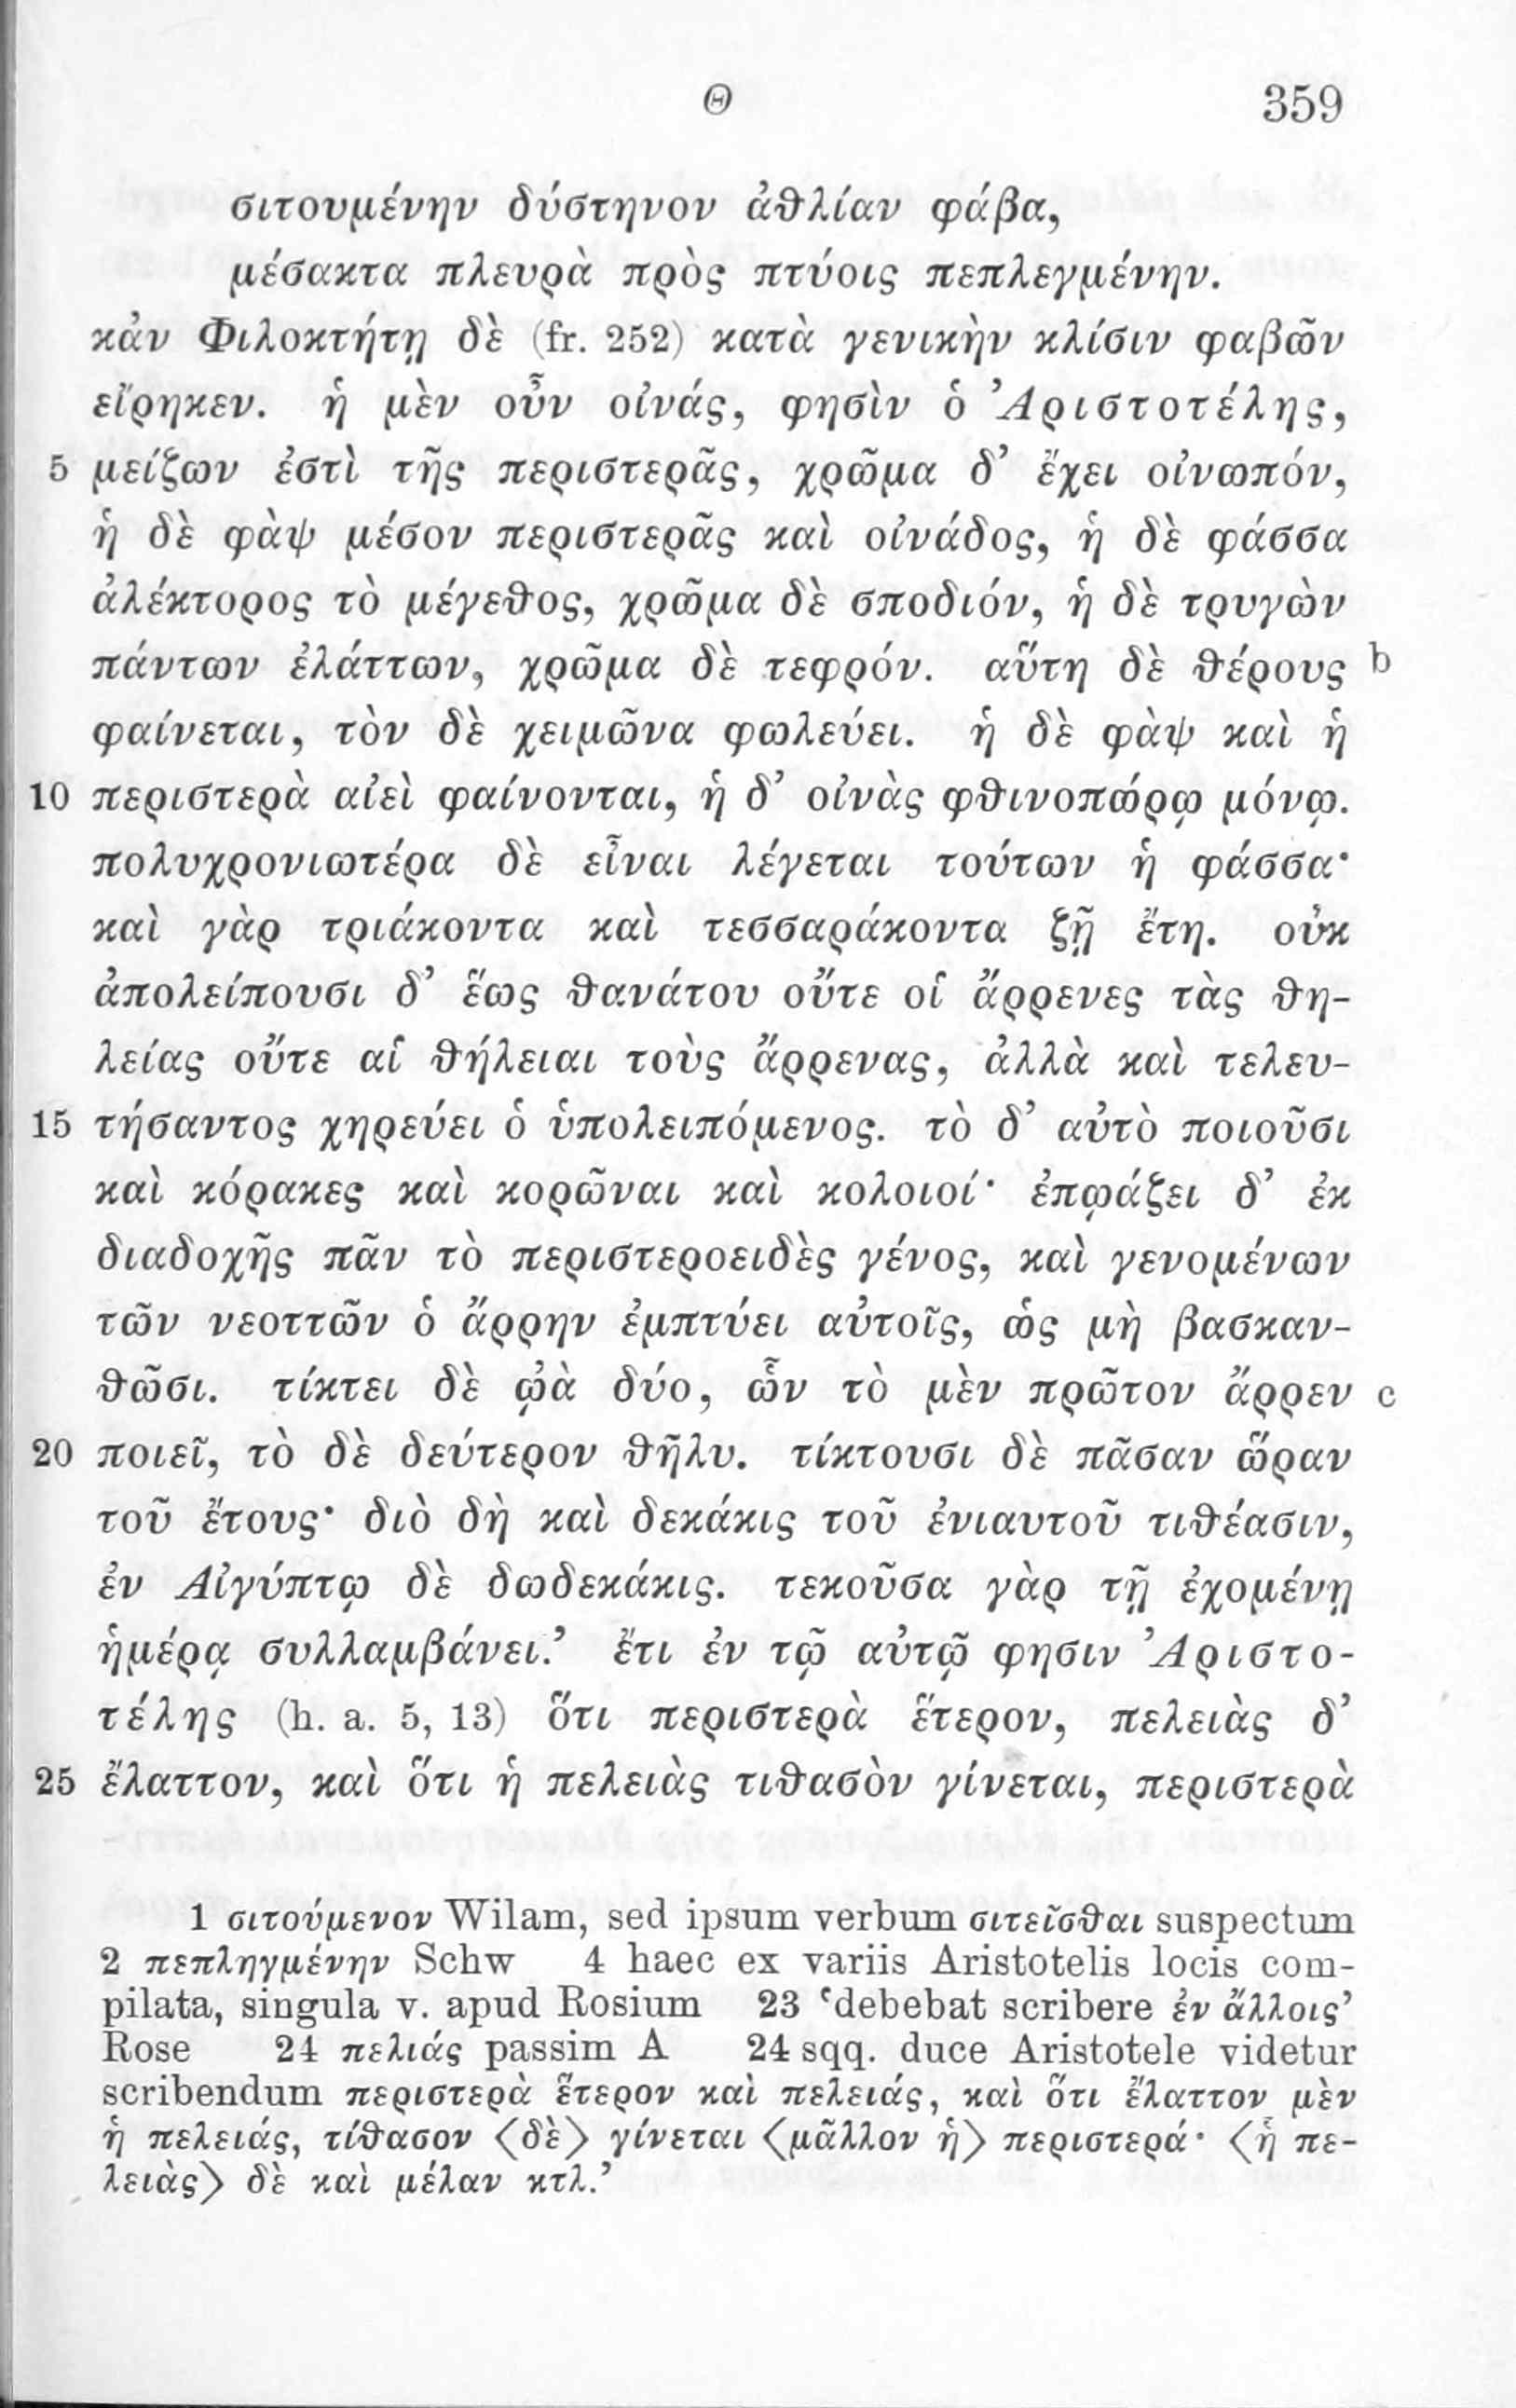 Θ 359
σιτουμένην δύστηνον ἀθλίαν φάβα,
μέσακτα πλευρὰ πρὸς πτύοις πεπλεγμένην.
κἀν Φιλοκτήτῃ δὲ (fr. 252) κατὰ γενικὴν κλίσιν φαβῶν
εἴρηκεν. ἡ μὲν οὖν οἰνάς, φησὶν ὁ Ἀριστοτέλης,
5 μείζων ἐστὶ τῆς περιστερᾶς, χρῶμα δ’ ἔχει οἰνωπόν,
ἡ δὲ φὰψ μέσον περιστερᾶς καὶ οἰνάδος, ἡ δὲ φάσσα
ἀλέκτορος τὸ μέγεθος, χρῶμα δὲ σποδιόν, ἡ δὲ τρυγὼν
πάντων ἐλάττων, χρῶμα δὲ τεφρόν. αὕτη δὲ θέρους b
φαίνεται, τὸν δὲ χειμῶνα φωλεύει. ἡ δὲ φὰψ καὶ ἡ
10 περιστερὰ αἰεὶ φαίνονται, ἡ δ’ οἰνὰς φθινοπώρῳ μόνῳ.
πολυχρονιωτέρα δὲ εἶναι λέγεται τούτων ἡ φάσσα·
καὶ γὰρ τριάκοντα καὶ τεσσαράκοντα ζῇ ἔτη. οὐκ
ἀπολείπουσι δ’ ἕως θανάτου οὔτε οἱ ἄρρενες τὰς θη-
λείας οὔτε αἱ θήλειαι τοὺς ἄρρενας, ἀλλὰ καὶ τελευ-
15 τήσαντος χηρεύει ὁ ὑπολειπόμενος. τὸ δ’ αὐτὸ ποιοῦσι
καὶ κόρακες καὶ κορῶναι καὶ κολοιοί· ἐπῳάζει δ’ ἐκ
διαδοχῆς πᾶν τὸ περιστεροειδὲς γένος, καὶ γενομένων
τῶν νεοττῶν ὁ ἄρρην ἐμπτύει αὐτοῖς, ὡς μὴ βασκαν-
θῶσι. τίκτει δὲ ᾠὰ δύο, ὧν τὸ μὲν πρῶτον ἄρρεν c
20 ποιεῖ, τὸ δὲ δεύτερον θῆλυ. τίκτουσι δὲ πᾶσαν ὥραν
τοῦ ἔτους· διὸ δὴ καὶ δεκάκις τοῦ ἐνιαυτοῦ τιθέασιν,
ἐν Αἰγύπτῳ δὲ δωδεκάκις. τεκοῦσα γὰρ τῇ ἐχομένῃ
ἡμέρᾳ συλλαμβάνει.’ ἔτι ἐν τῷ αὐτῷ φησιν Ἀριστο-
τέλης (h. a. 5, 13) ὅτι περιστερὰ ἕτερον, πελειὰς δ’
25 ἔλαττον, καὶ ὅτι ἡ πελειὰς τιθασὸν γίνεται, περιστερὰ
1 σιτούμενον Wilam, sed ipsum verbum σιτεῖσθαι suspectum
2 πεπληγμένην Schw 4 haec ex variis Aristotelis locis com-
pilata, singula v. apud Rosium 23 ‘debebat scribere ἐν ἄλλοις’
Rose 24 πελιάς passim A 24 sqq. duce Aristotele videtur
scribendum περιστερὰ ἕτερον καὶ πελειάς, καὶ ὅτι ἔλαττον μὲν
ἡ πελειάς, τίθασον ⟨δὲ⟩ γίνεται ⟨μᾶλλον ἡ⟩ περιστερά· ⟨ἡ πε-
λειὰς⟩ δὲ καὶ μέλαν κτλ.’